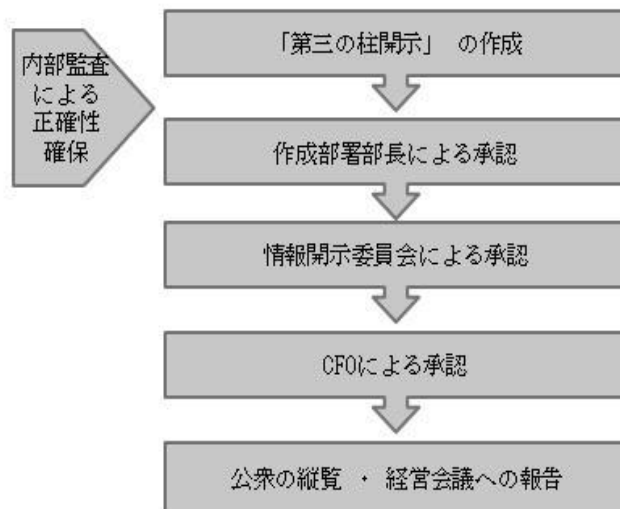 内部監査
による
正確性
確保
「第三の柱開示」 の作成
作成部署部長による承認
情報開示委員会による承認
CFOによる承認
公衆の縦覧 ・ 経営会議への報告